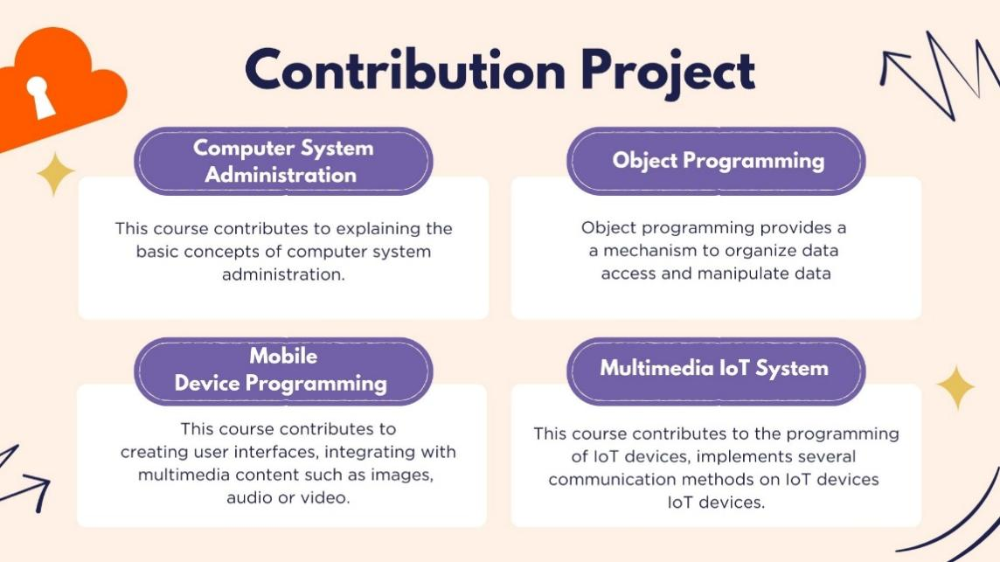 Contribution Project
Computer System
Administration
This course contributes to explaining the
basic concepts of computer system
administration.
Object Programming
Object programming provides a
a mechanism to organize data
access and manipulate data
Mobile
Device Programming
This course contributes to
creating user interfaces, integrating with
multimedia content such as images,
audio or video.
Multimedia IoT System
This course contributes to the programming
of IoT devices, implements several
communication methods on IoT devices
IoT devices.